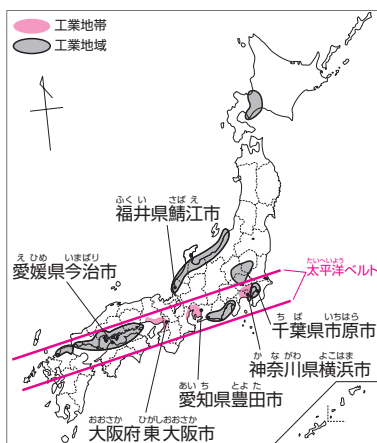 工業地帯
工業地域
ふくい さばえ
福井県鯖江市
えひめ いまばり
愛媛県今治市
たいへいよう
太平洋ベルト
ちば いちはら
千葉県市原市
かながわ よこはま
神奈川県横浜市
あいち とよた
愛知県豊田市
おおさか ひがしおおさか
大阪府東大阪市